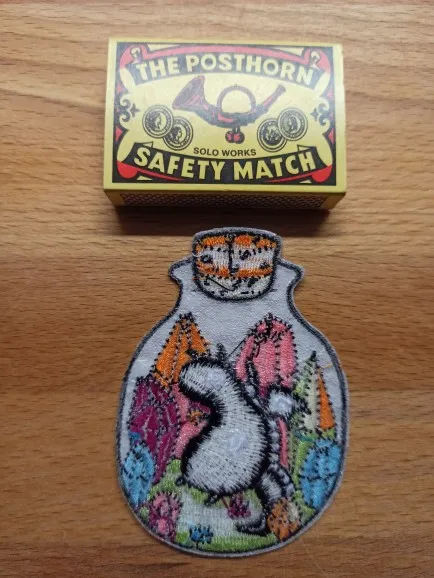 THE POSTHORN
SOLO WORKS
SAFETY MATCH